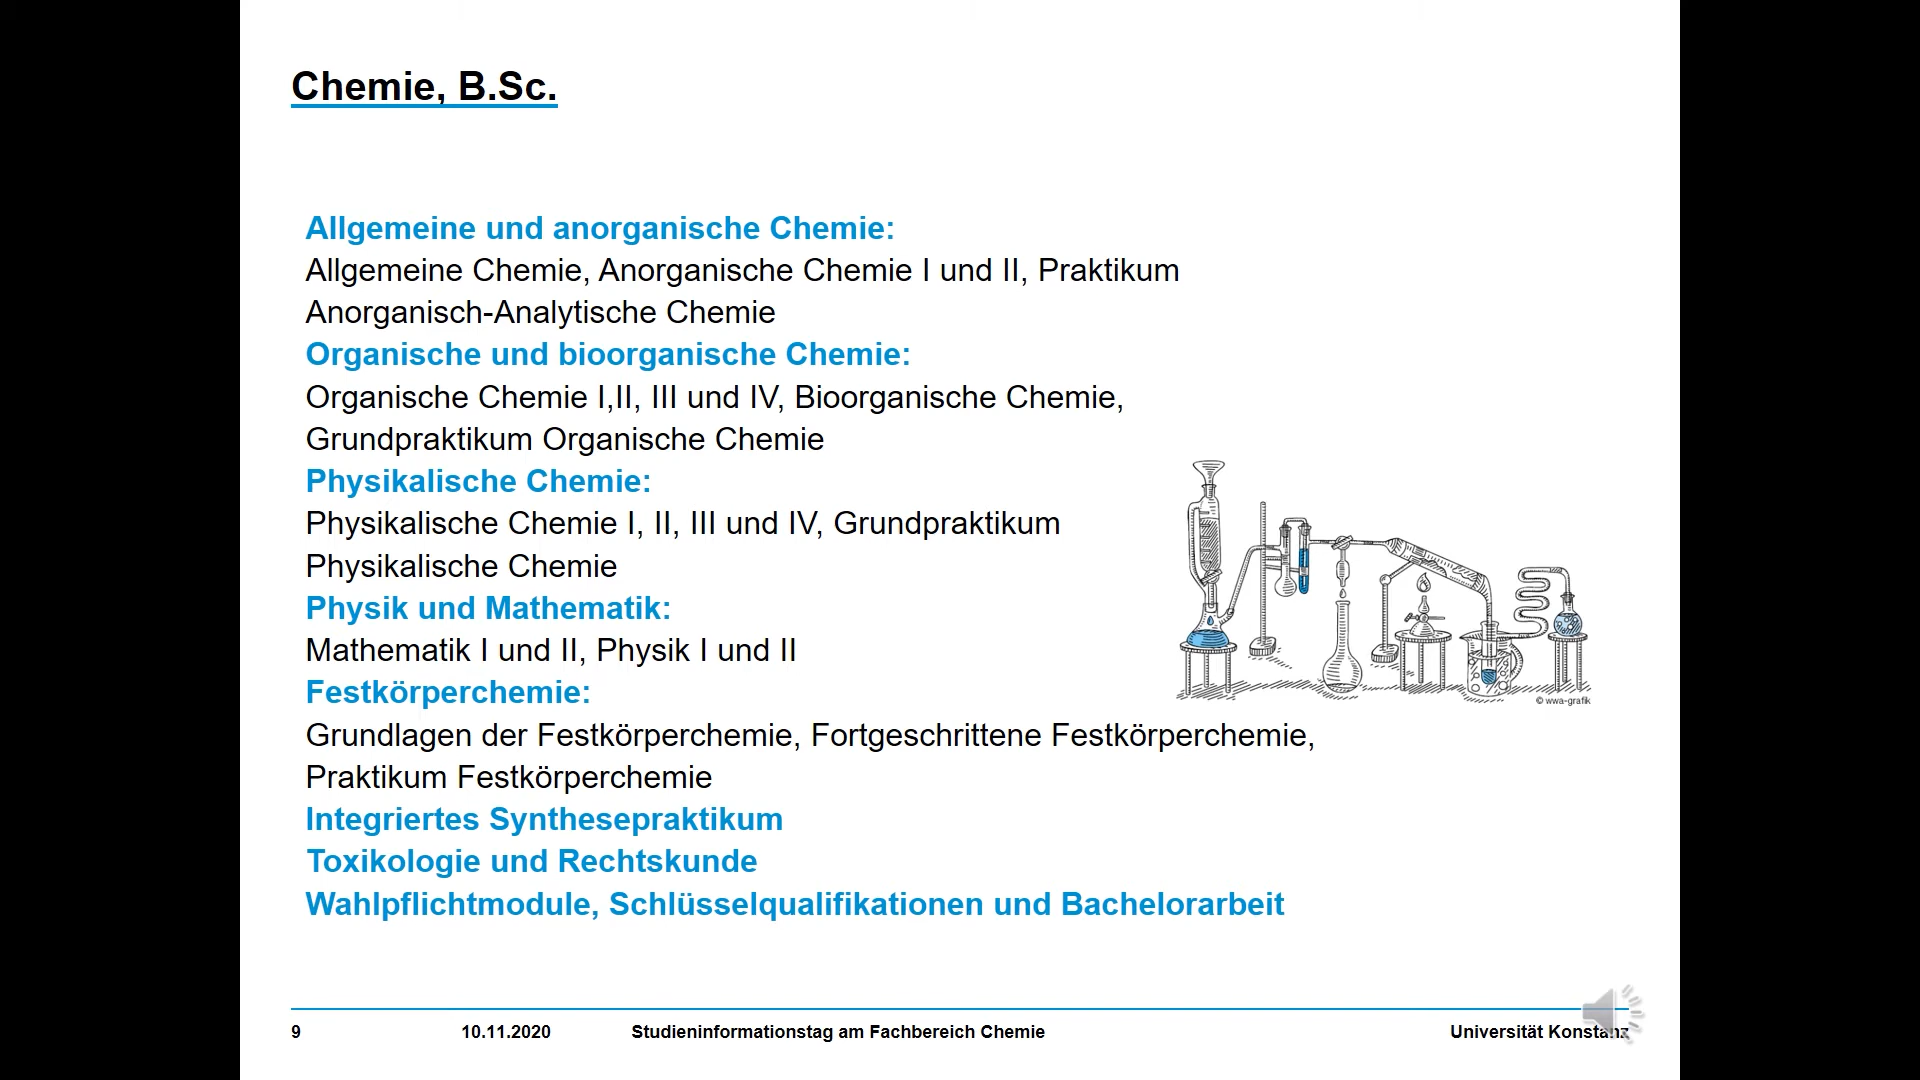 Chemie, B.Sc.
Allgemeine und anorganische Chemie:
Allgemeine Chemie, Anorganische Chemie I und II, Praktikum
Anorganisch-Analytische Chemie
Organische und bioorganische Chemie:
Organische Chemie I,II, III und IV, Bioorganische Chemie,
Grundpraktikum Organische Chemie
Physikalische Chemie:
Physikalische Chemie I, II, III und IV, Grundpraktikum
Physikalische Chemie
Physik und Mathematik:
Mathematik I und II, Physik I und II
Festkörperchemie:
© wwa-grafik
Grundlagen der Festkörperchemie, Fortgeschrittene Festkörperchemie,
Praktikum Festkörperchemie
Integriertes Synthesepraktikum
Toxikologie und Rechtskunde
Wahlpflichtmodule, Schlüsselqualifikationen und Bachelorarbeit
9 10.11.2020 Studieninformationstag am Fachbereich Chemie Universität Konstanz